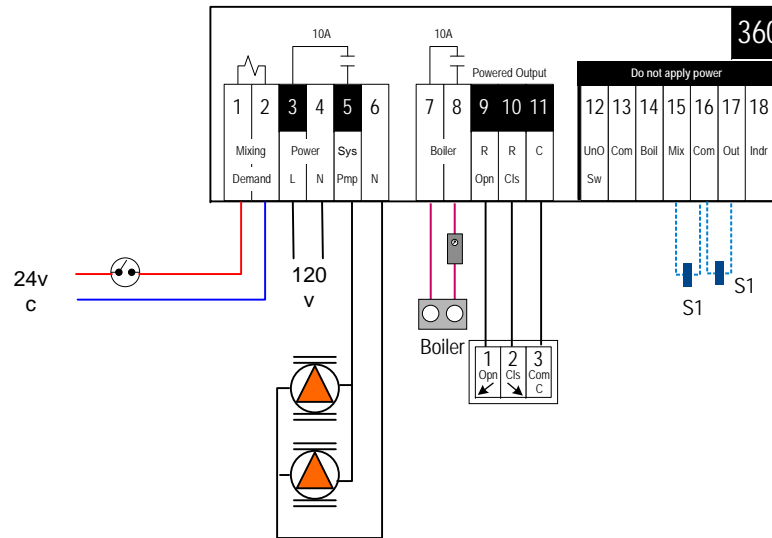 360
10A
10A
Powered Output
Do not apply power
1 2 3 4 5 6 7 8 9 10 11 12 13 14 15 16 17 18
Mixing Power Sys Boiler R R C UnO Com Boil Mix Com Out Indr
Demand L N Pmp N Opn Cls Sw
24v
c
120
v
S1
S1
Boiler
1 2 3
Opn Cls Com
C